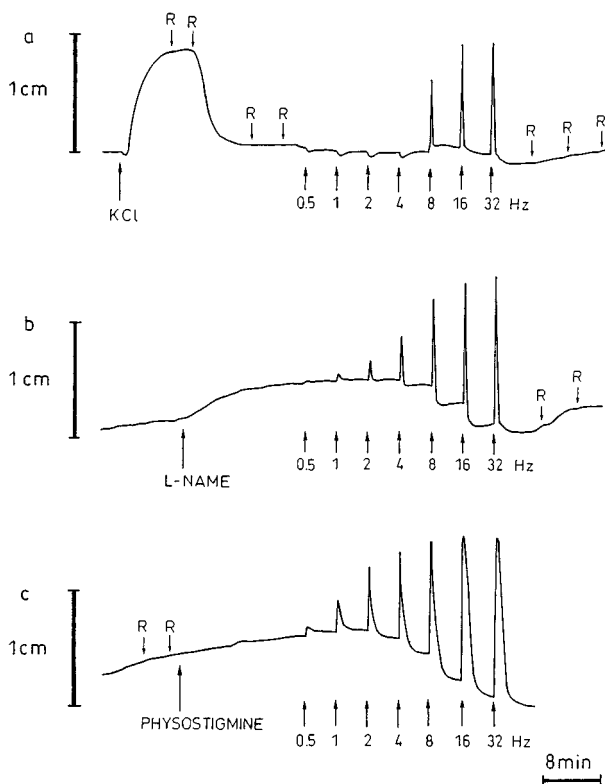 a
1cm
R R
R R
R R R
KCl
0.5 1 2 4 8 16 32 Hz
b
1cm
R R
L-NAME
0.5 1 2 4 8 16 32 Hz
c
1cm
R R
PHYSOSTIGMINE
0.5 1 2 4 8 16 32 Hz
8min